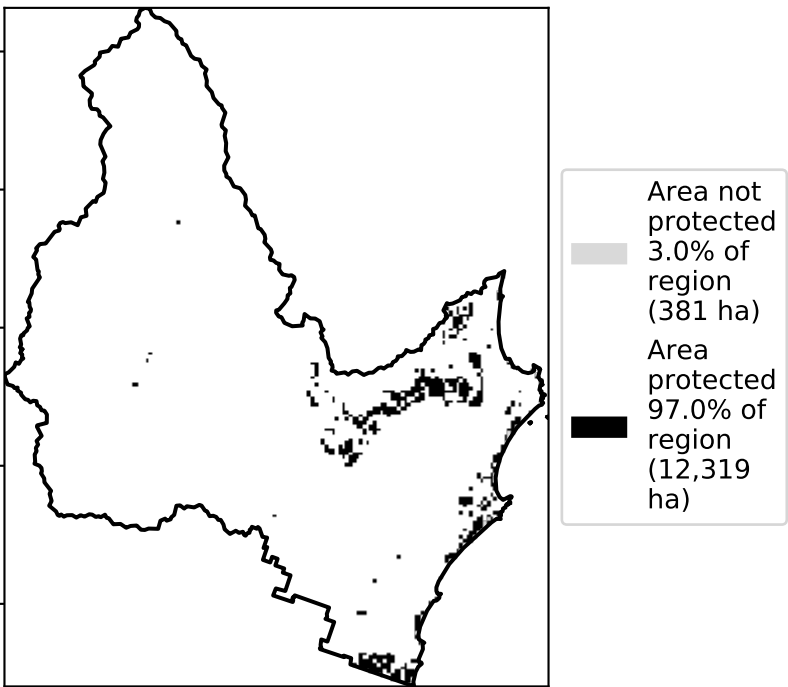 Area not
protected
3.0% of
region
(381 ha)
Area
protected
97.0% of
region
(12,319
ha)